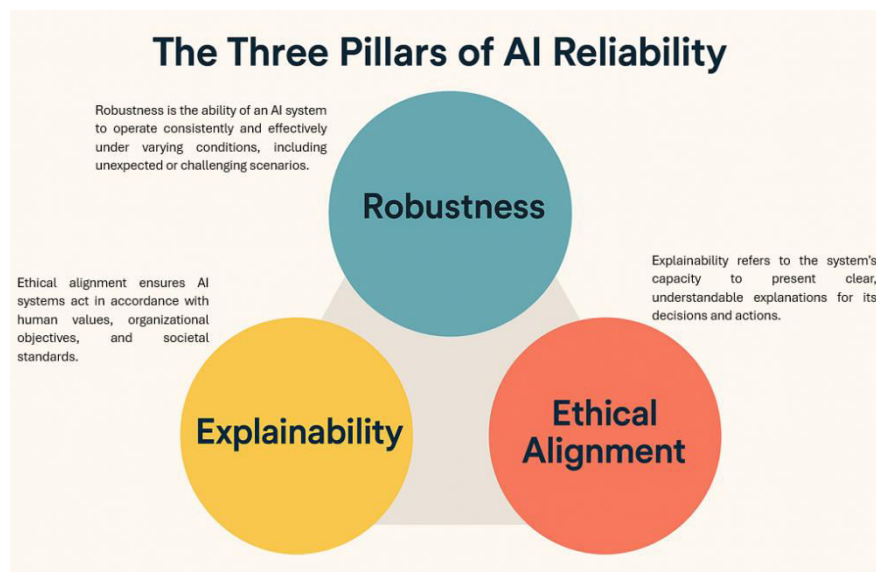 The Three Pillars of AI Reliability
Robustness is the ability of an AI system
to operate consistently and effectively
under varying conditions, including
unexpected or challenging scenarios.
Robustness
Explainability refers to the system's
capacity to present clear,
understandable explanations for its
decisions and actions.
Ethical alignment ensures AI
systems act in accordance with
human values, organizational
objectives, and societal
standards.
Explainability
Ethical
Alignment